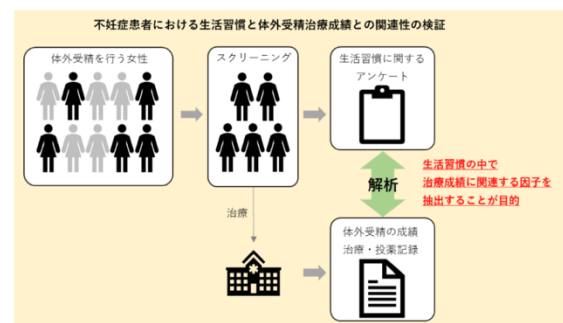 不妊症患者における生活習慣と体外受精治療成績との関連性の検証
体外受精を行う女性
スクリーニング
生活習慣に関する
アンケート
解析
生活習慣の中で
治療成績に関連する因子を
抽出することが目的
治療
体外受精の成績
治療・投薬記録